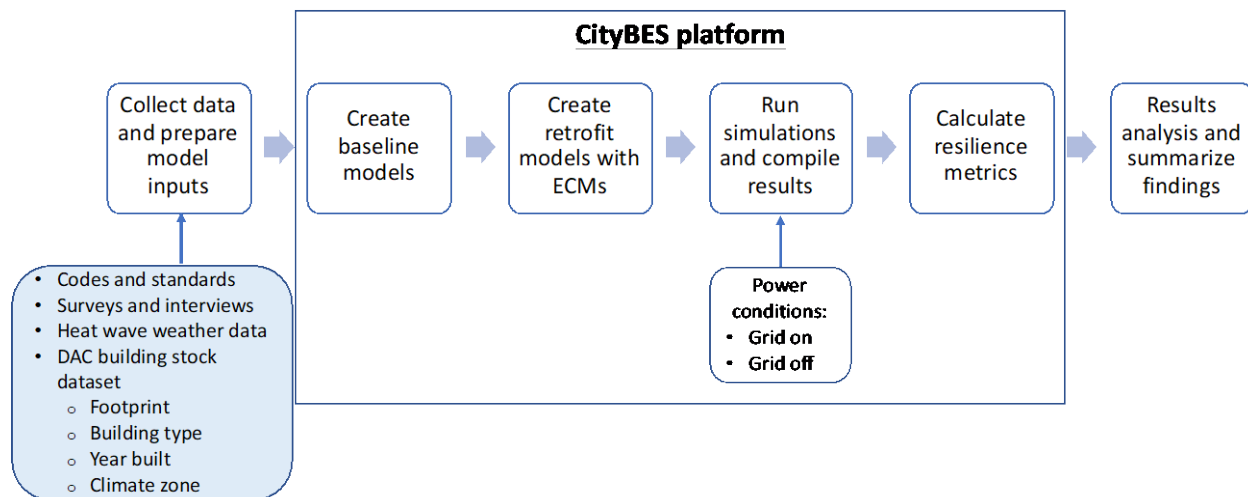 CityBES platform
Collect data
and prepare
model
inputs
Create
baseline
models
Create
retrofit
models with
ECMs
Run
simulations
and compile
results
Calculate
resilience
metrics
Results
analysis and
summarize
findings
• Codes and standards
• Surveys and interviews
• Heat wave weather data
• DAC building stock
dataset
o Footprint
o Building type
o Year built
o Climate zone
Power
conditions:
• Grid on
• Grid off